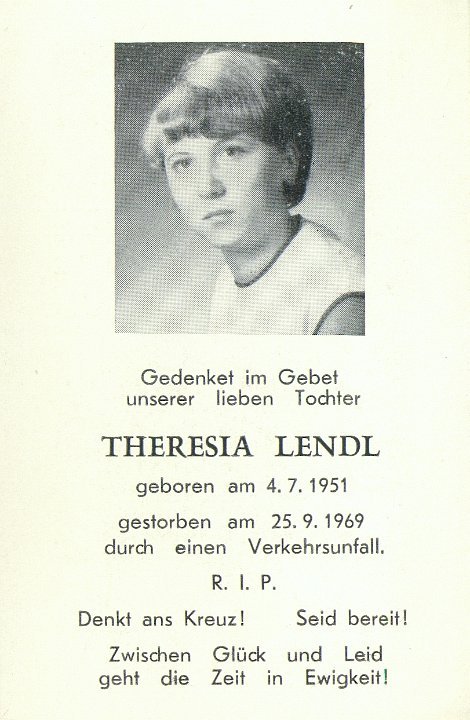 Gedenket im Gebet
unserer lieben Tochter
THERESIA LENDL
geboren am 4. 7. 1951
gestorben am 25. 9. 1969
durch einen Verkehrsunfall.
R. I. P.
Denkt ans Kreuz! Seid bereit!
Zwischen Glück und Leid
geht die Zeit in Ewigkeit!